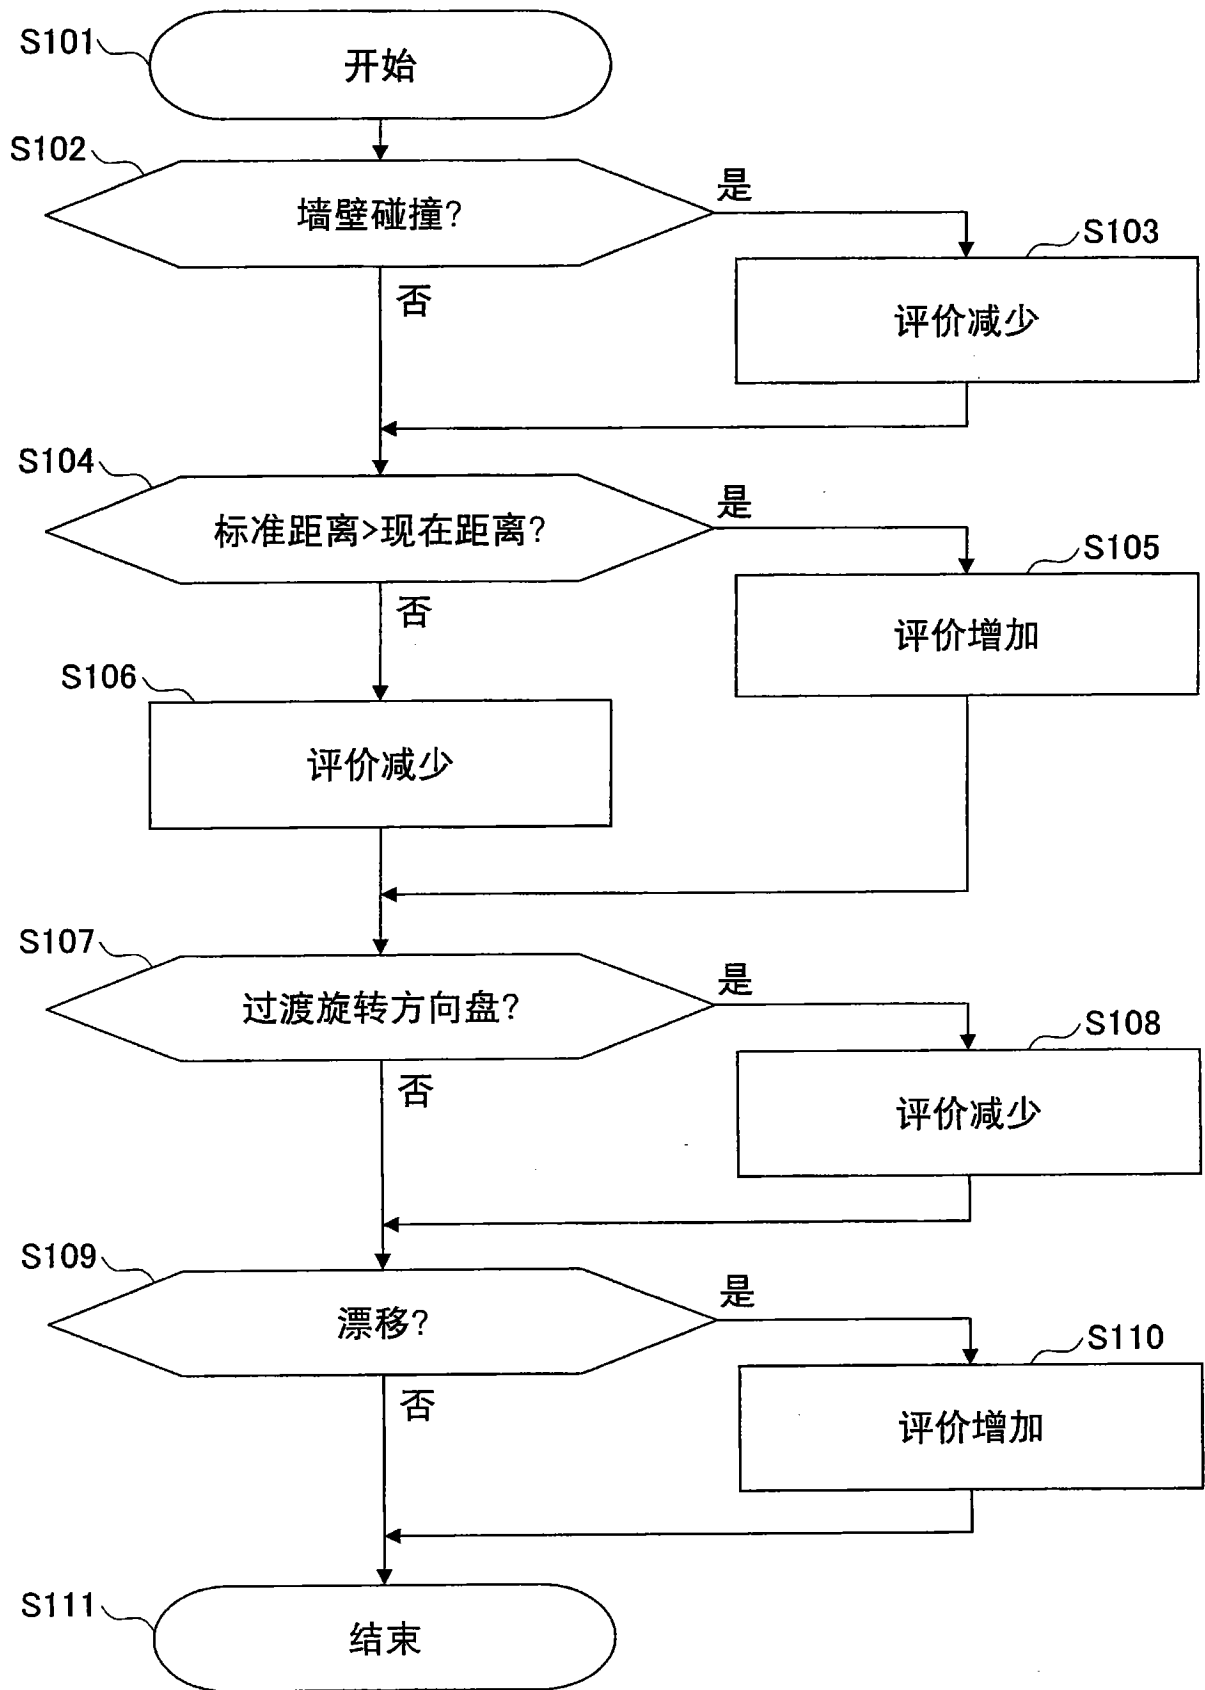 S101
开始
S102
墙壁碰撞?
是
S103
评价减少
否
S104
标准距离>现在距离?
是
S105
评价增加
否
S106
评价减少
S107
过渡旋转方向盘?
是
S108
评价减少
否
S109
漂移?
是
S110
评价增加
否
S111
结束